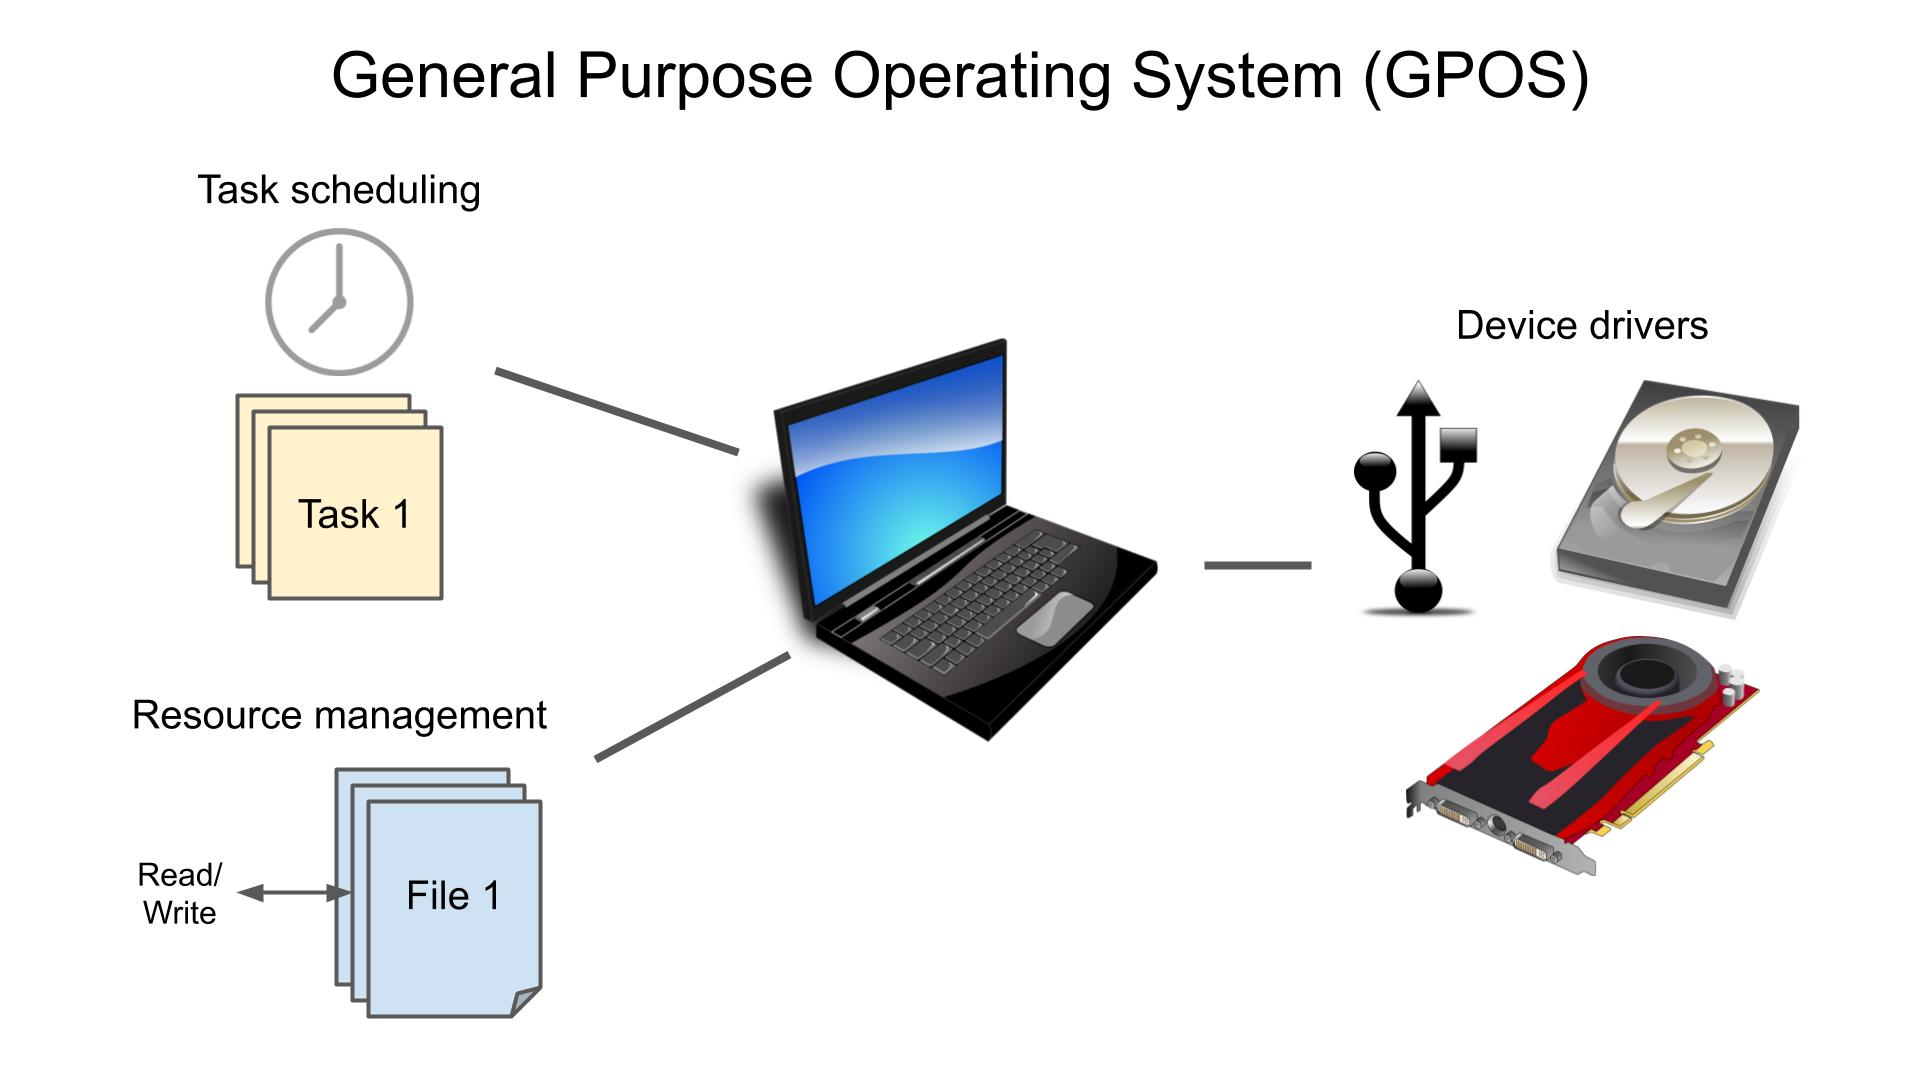 General Purpose Operating System (GPOS)
Task scheduling
Task 1
Resource management
Read/
Write
File 1
Device drivers